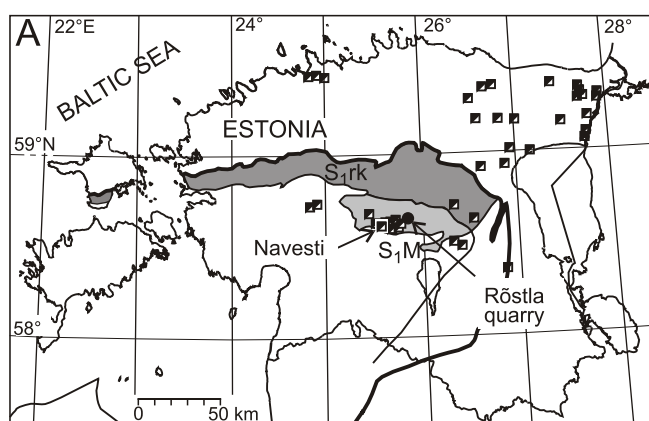 A
22°E
24°
26°
28°
BALTIC SEA
ESTONIA
59°N
S₁rk
Navesti
S₁M
Rõstla
quarry
58°
0 50 km